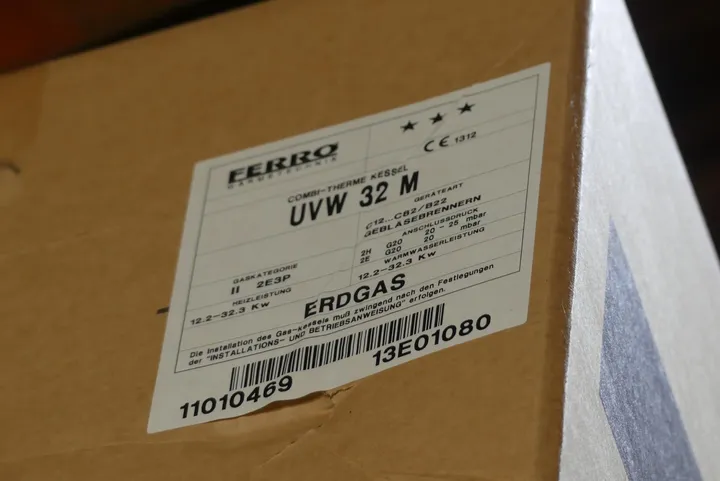 FERRO
WÄRMETECHNIK
CE 1312
COMBI-THERME KESSEL
UVW 32 M
GERÄTEART
C12...C82/B22
GEBLÄSEBRENNERN
ANSCHLUSSDRUCK
2H G20 20 - 25 mbar
2E G20 20 mbar
GASKATEGORIE
II 2E3P
WARMWASSERLEISTUNG
HEIZLEISTUNG
12.2-32.3 Kw
12.2-32.3 Kw
ERDGAS
Die Installation des Gas-kessels muß zwingend nach den Festlegungen
der "INSTALLATIONS- UND BETRIEBSANWEISUNG" erfolgen.
11010469 13E01080